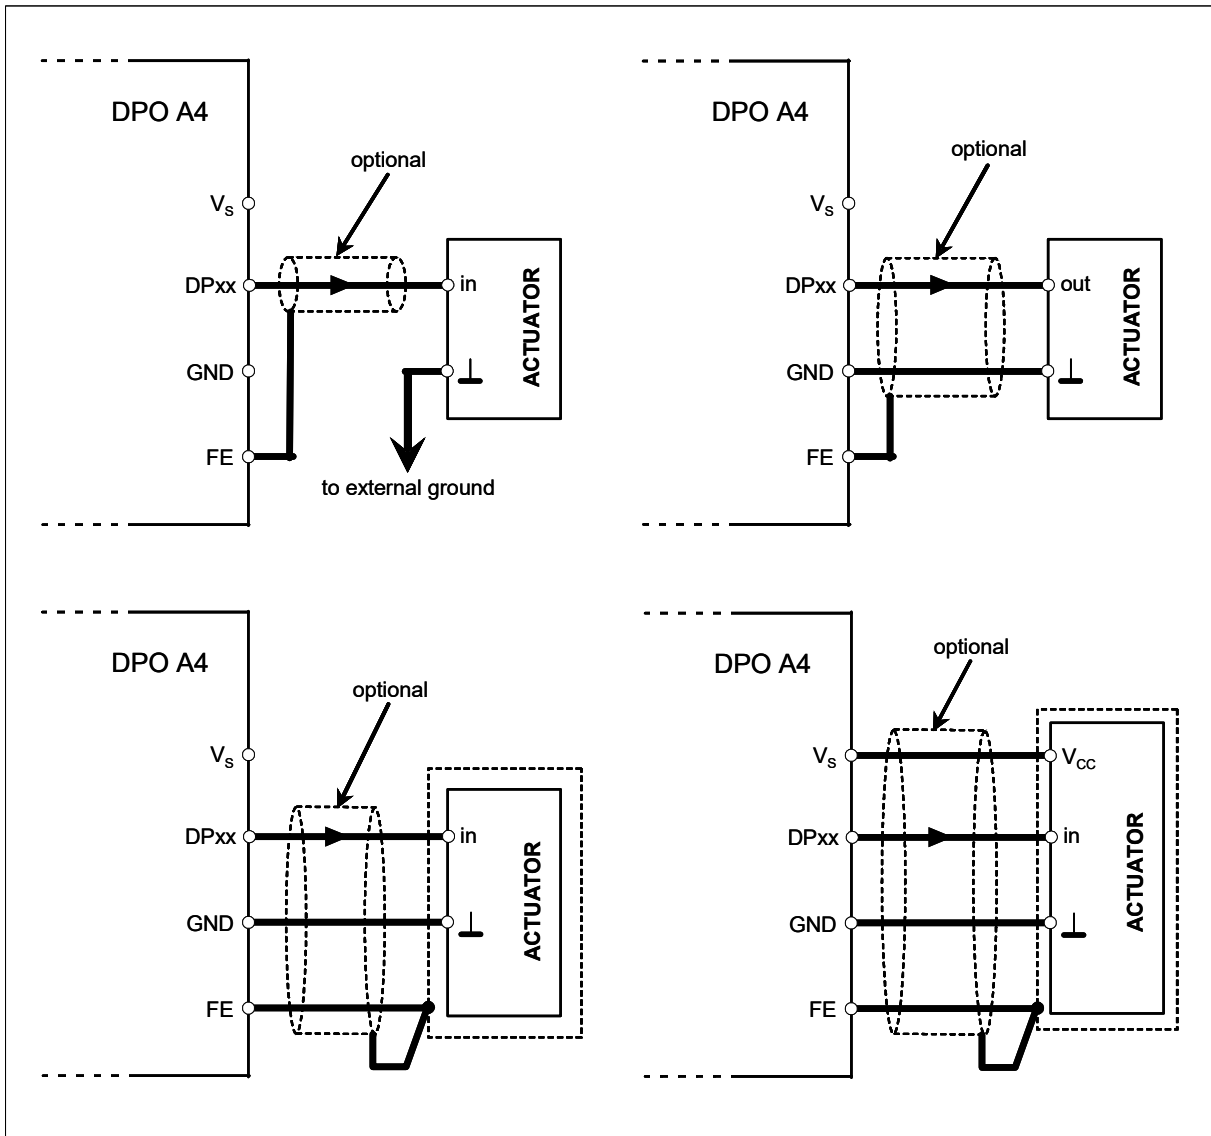 DPO A4
optional
V_S
DPxx
in
GND
ACTUATOR
FE
to external ground
DPO A4
optional
V_S
DPxx
out
GND
ACTUATOR
FE
DPO A4
optional
V_S
DPxx
in
GND
ACTUATOR
FE
DPO A4
optional
V_S
V_CC
DPxx
in
GND
ACTUATOR
FE